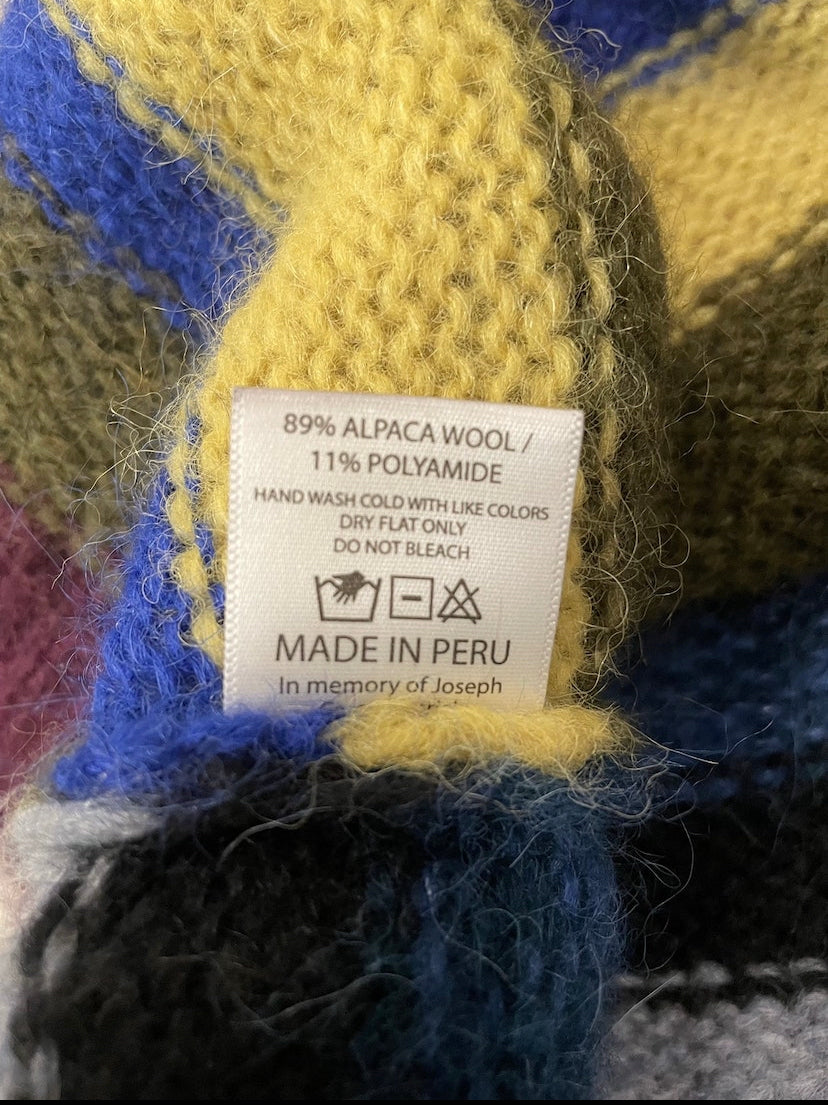 89% ALPACA WOOL /
11% POLYAMIDE
HAND WASH COLD WITH LIKE COLORS
DRY FLAT ONLY
DO NOT BLEACH
MADE IN PERU
In memory of Joseph